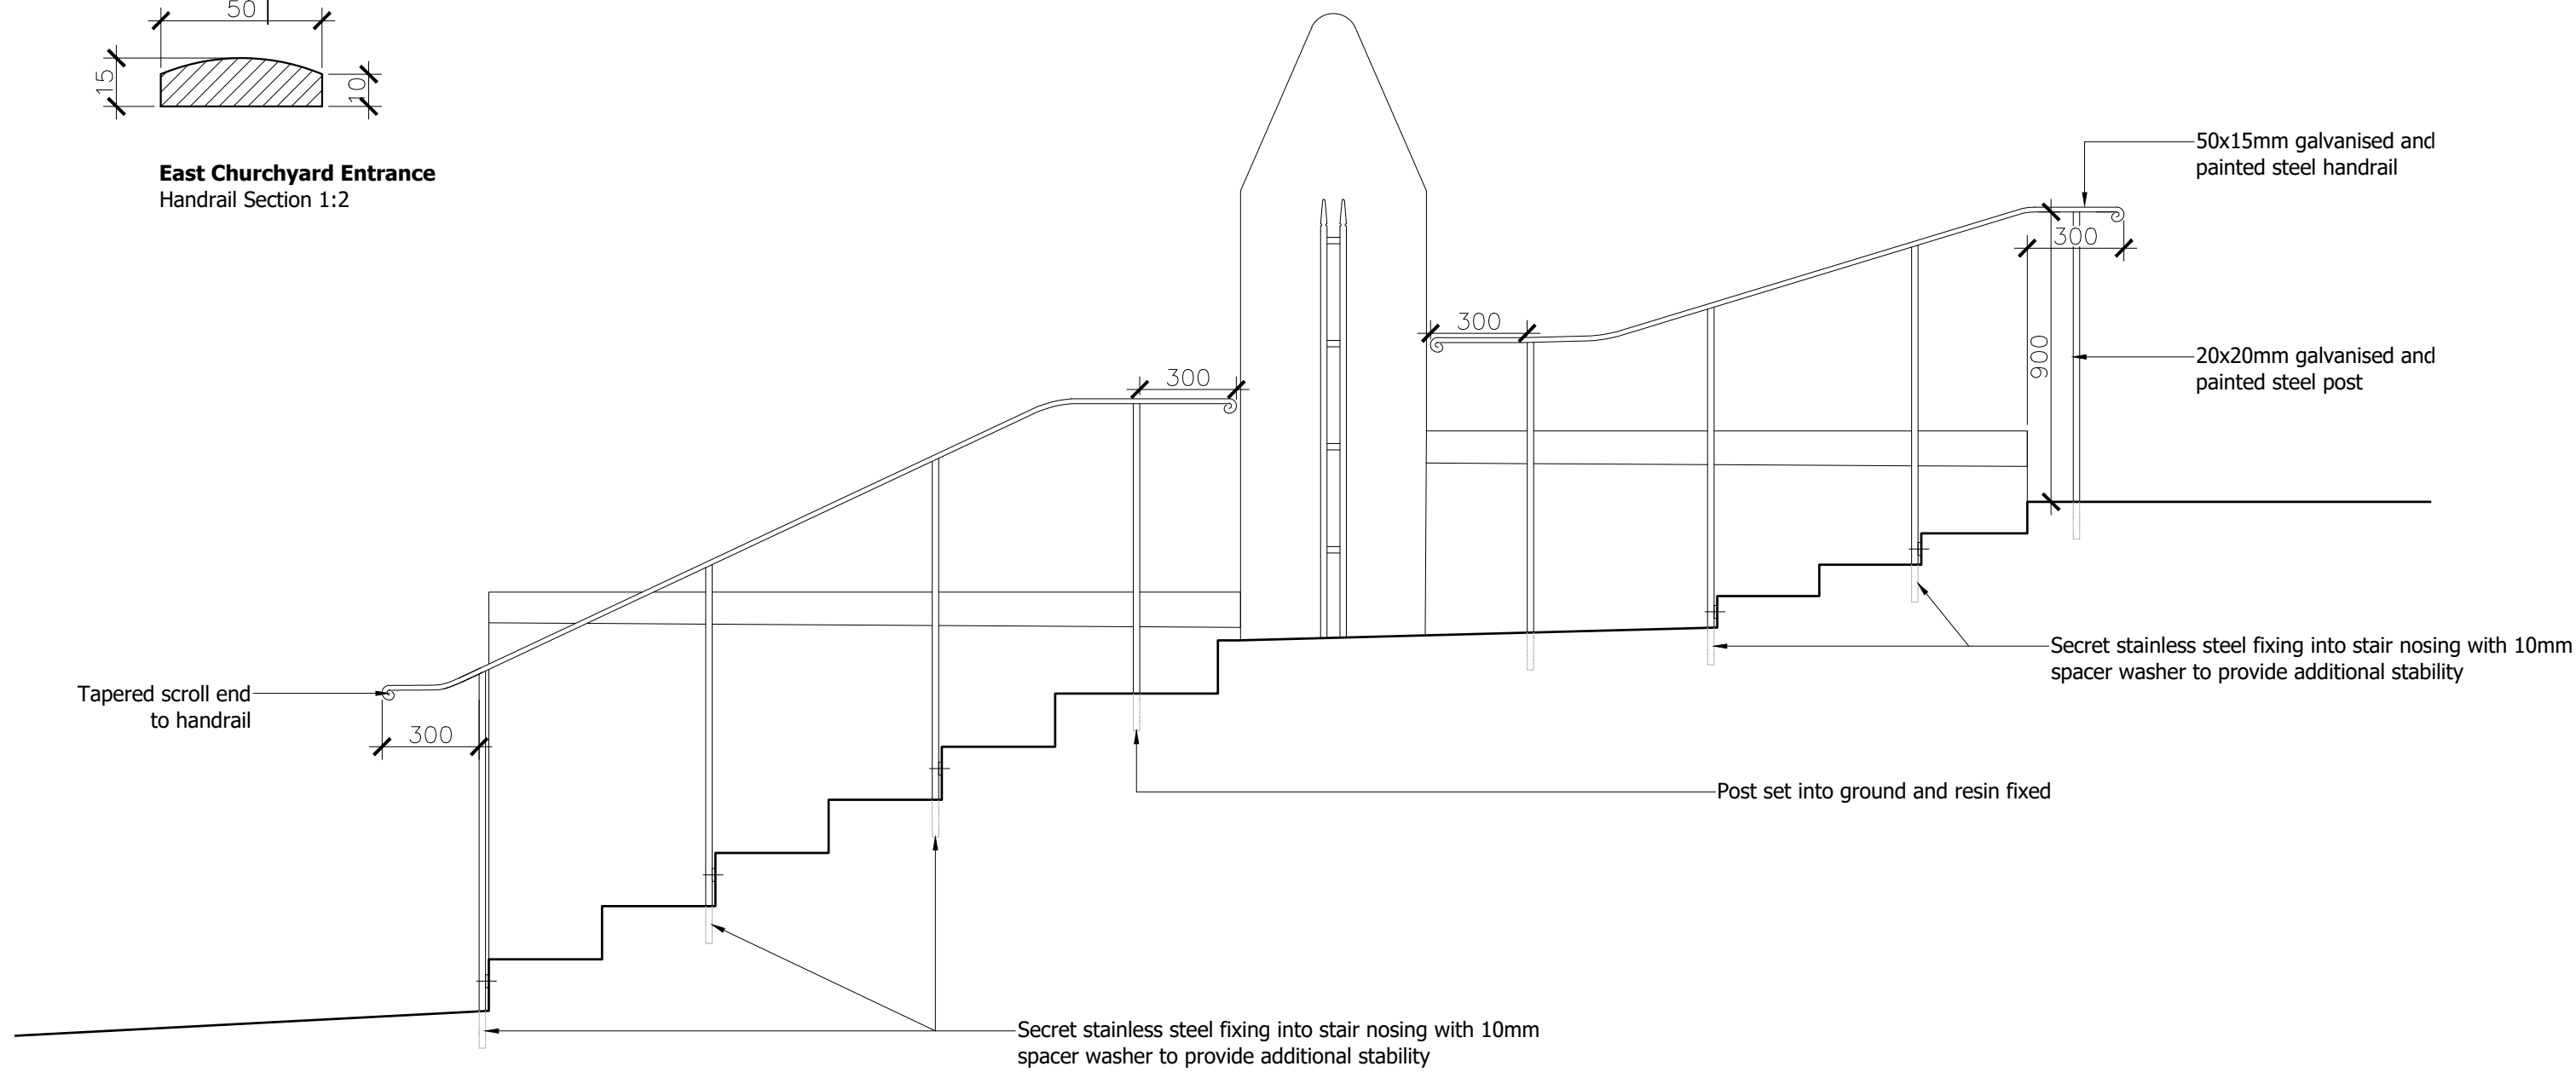 50
15
10
East Churchyard Entrance
Handrail Section 1:2
50x15mm galvanised and
painted steel handrail
300
300
900
20x20mm galvanised and
painted steel post
300
Tapered scroll end
to handrail
300
Secret stainless steel fixing into stair nosing with 10mm
spacer washer to provide additional stability
Post set into ground and resin fixed
Secret stainless steel fixing into stair nosing with 10mm
spacer washer to provide additional stability